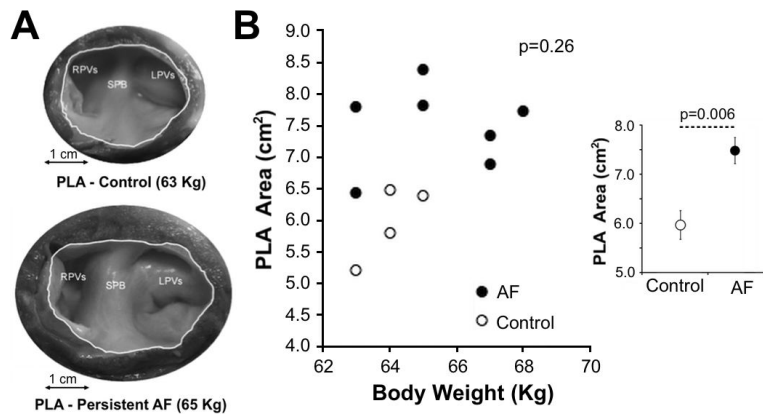 A
RPVs
SPB
LPVs
1 cm
PLA - Control (63 Kg)
RPVs
SPB
LPVs
1 cm
PLA - Persistent AF (65 Kg)
B
PLA Area (cm²)
9.0
8.5
8.0
7.5
7.0
6.5
6.0
5.5
5.0
4.5
4.0
p=0.26
AF
Control
62 64 66 68 70
Body Weight (Kg)
p=0.006
PLA Area (cm²)
8.0
7.0
6.0
5.0
Control AF